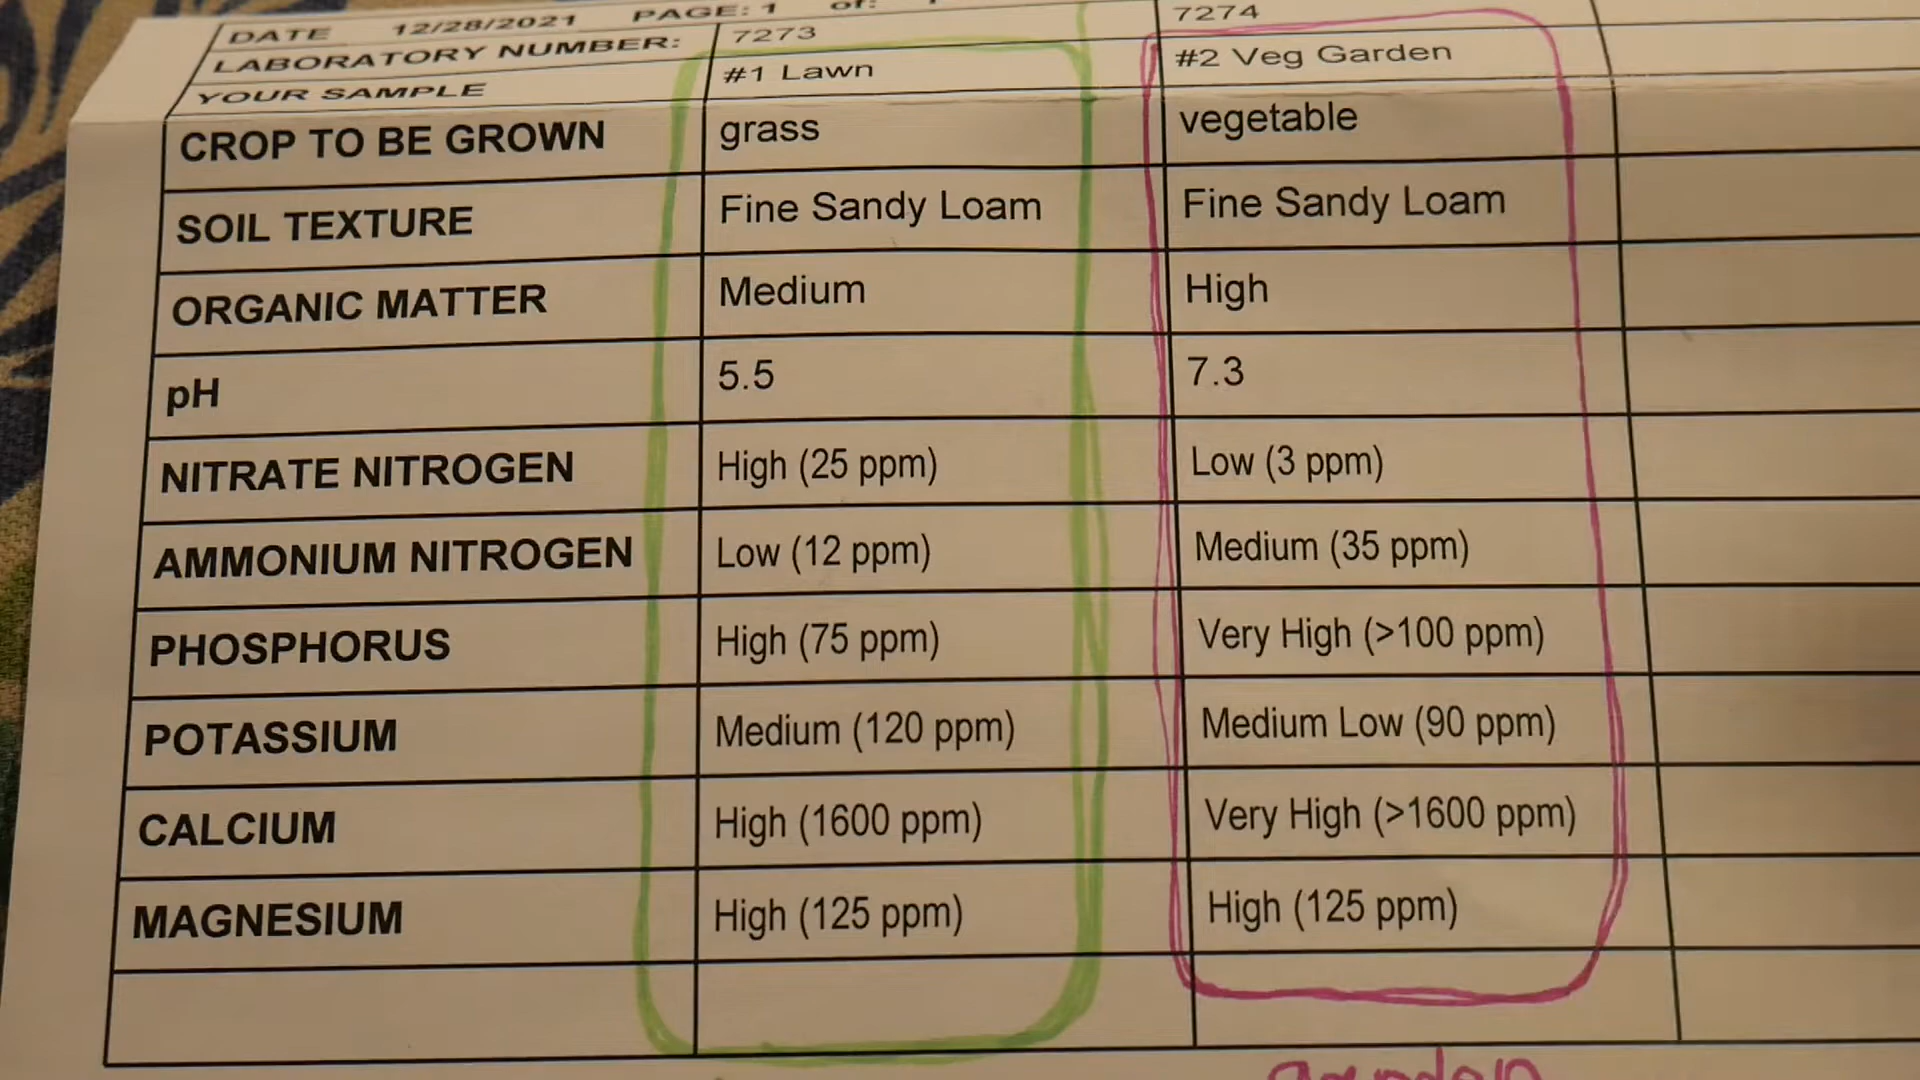 DATE 12/28/2021 PAGE: 1 of:
LABORATORY NUMBER: 7273 7274
YOUR SAMPLE #1 Lawn #2 Veg Garden
CROP TO BE GROWN grass vegetable
SOIL TEXTURE Fine Sandy Loam Fine Sandy Loam
ORGANIC MATTER Medium High
pH 5.5 7.3
NITRATE NITROGEN High (25 ppm) Low (3 ppm)
AMMONIUM NITROGEN Low (12 ppm) Medium (35 ppm)
PHOSPHORUS High (75 ppm) Very High (>100 ppm)
POTASSIUM Medium (120 ppm) Medium Low (90 ppm)
CALCIUM High (1600 ppm) Very High (>1600 ppm)
MAGNESIUM High (125 ppm) High (125 ppm)
garden